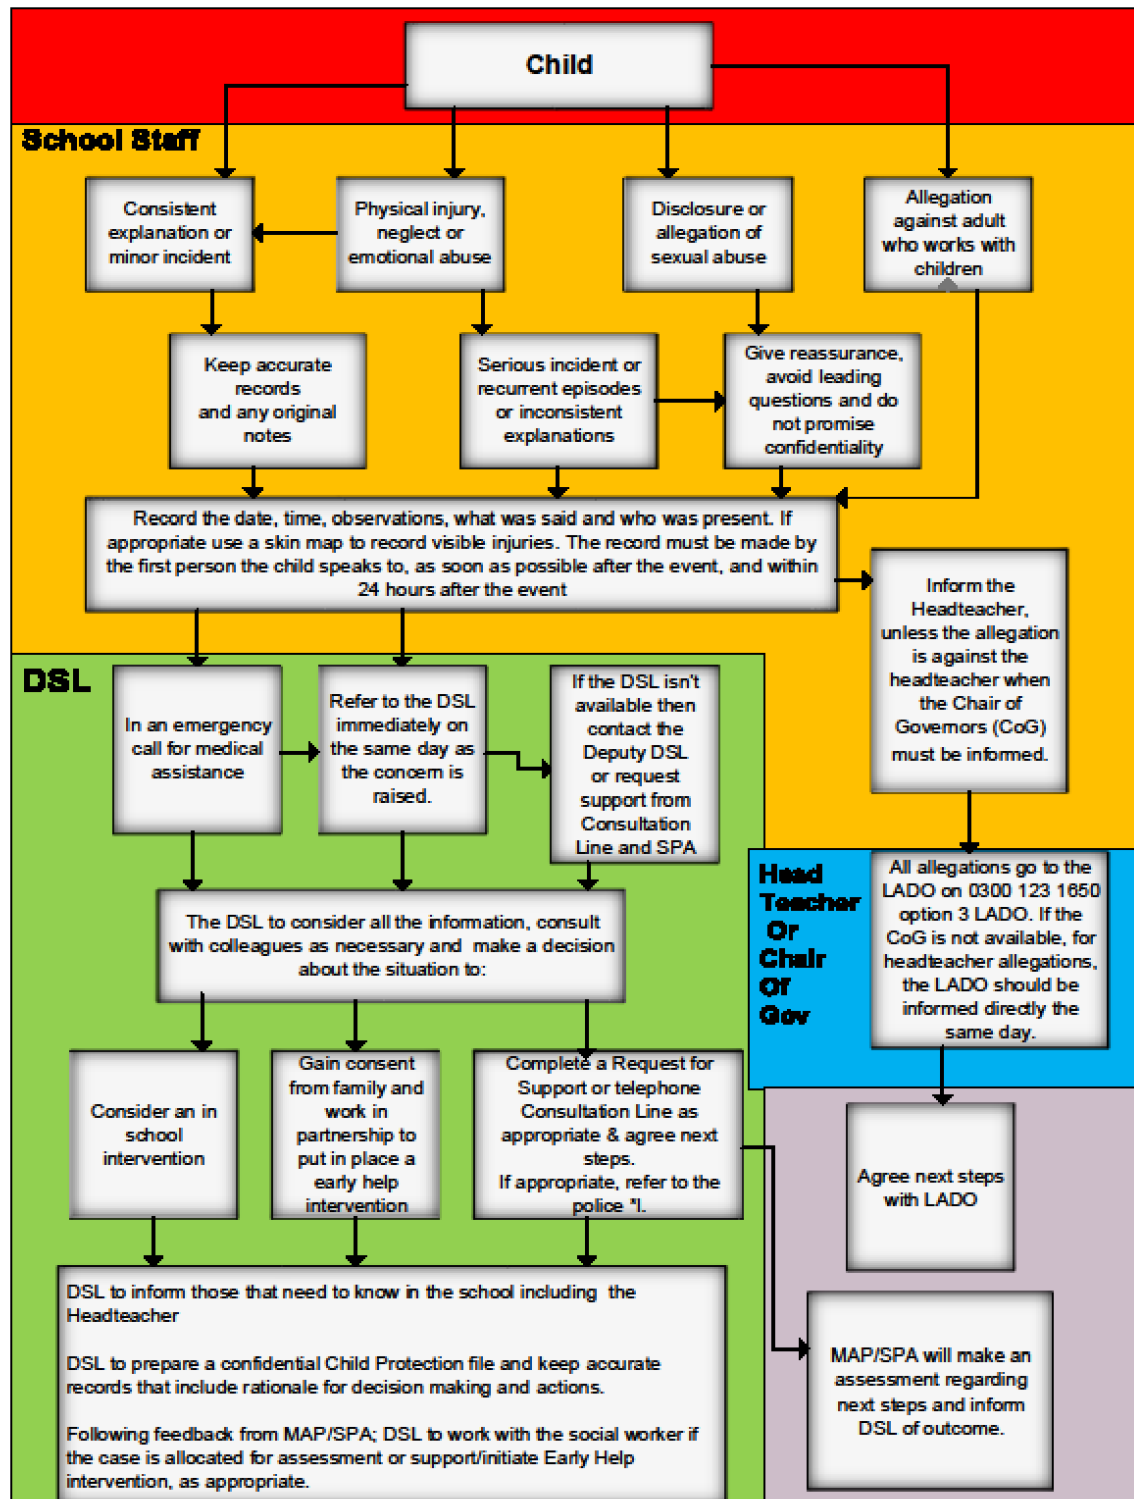 Child
School Staff
Consistent
explanation or
minor incident
Physical injury,
neglect or
emotional abuse
Disclosure or
allegation of
sexual abuse
Allegation
against adult
who works with
children
Keep accurate
records
and any original
notes
Serious incident or
recurrent episodes
or inconsistent
explanations
Give reassurance,
avoid leading
questions and do
not promise
confidentiality
Record the date, time, observations, what was said and who was present. If
appropriate use a skin map to record visible injuries. The record must be made by
the first person the child speaks to, as soon as possible after the event, and within
24 hours after the event
Inform the
Headteacher,
unless the allegation
is against the
headteacher when
the Chair of
Governors (CoG)
must be informed.
DSL
In an emergency
call for medical
assistance
Refer to the DSL
immediately on
the same day as
the concern is
raised.
If the DSL isn't
available then
contact the
Deputy DSL
or request
support from
Consultation
Line and SPA
Head
Teacher
Or
Chair
Of
Gov
All allegations go to the
LADO on 0300 123 1650
option 3 LADO. If the
CoG is not available, for
headteacher allegations,
the LADO should be
informed directly the
same day.
The DSL to consider all the information, consult
with colleagues as necessary and make a decision
about the situation to:
Consider an in
school
intervention
Gain consent
from family and
work in
partnership to
put in place a
early help
intervention
Complete a Request for
Support or telephone
Consultation Line as
appropriate & agree next
steps.
If appropriate, refer to the
police *I.
Agree next steps
with LADO
DSL to inform those that need to know in the school including the
Headteacher
DSL to prepare a confidential Child Protection file and keep accurate
records that include rationale for decision making and actions.
Following feedback from MAP/SPA; DSL to work with the social worker if
the case is allocated for assessment or support/initiate Early Help
intervention, as appropriate.
MAP/SPA will make an
assessment regarding
next steps and inform
DSL of outcome.